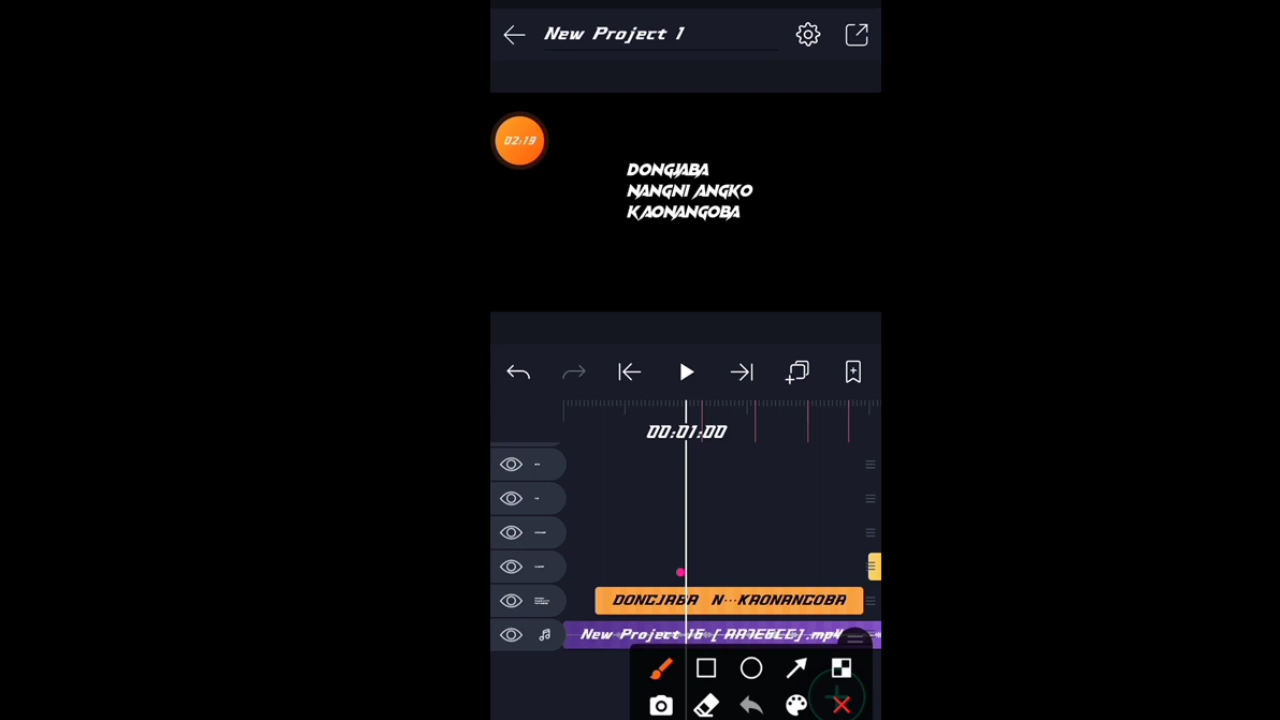 New Project 1
02:19
DONGJABA
NANGNI ANGKO
KAONANGOBA
00:01:00
DONGJABA N···KAONANGOBA
New Project 16 [